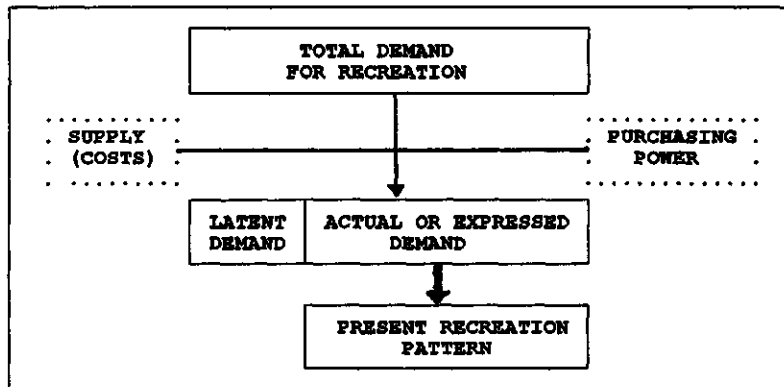 TOTAL DEMAND
FOR RECREATION
SUPPLY
(COSTS)
PURCHASING
POWER
LATENT
DEMAND
ACTUAL OR EXPRESSED
DEMAND
PRESENT RECREATION
PATTERN